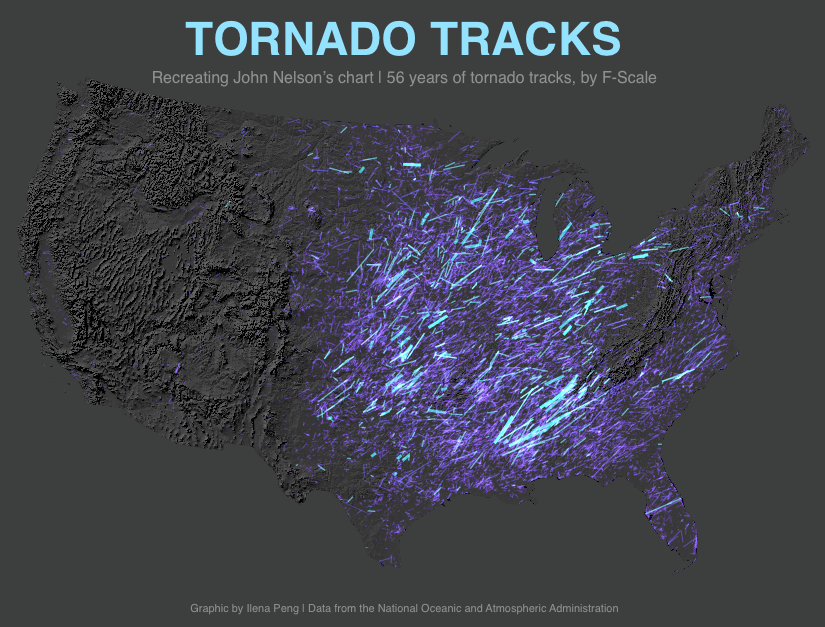 TORNADO TRACKS
Recreating John Nelson's chart | 56 years of tornado tracks, by F-Scale
Graphic by Ilena Peng | Data from the National Oceanic and Atmospheric Administration